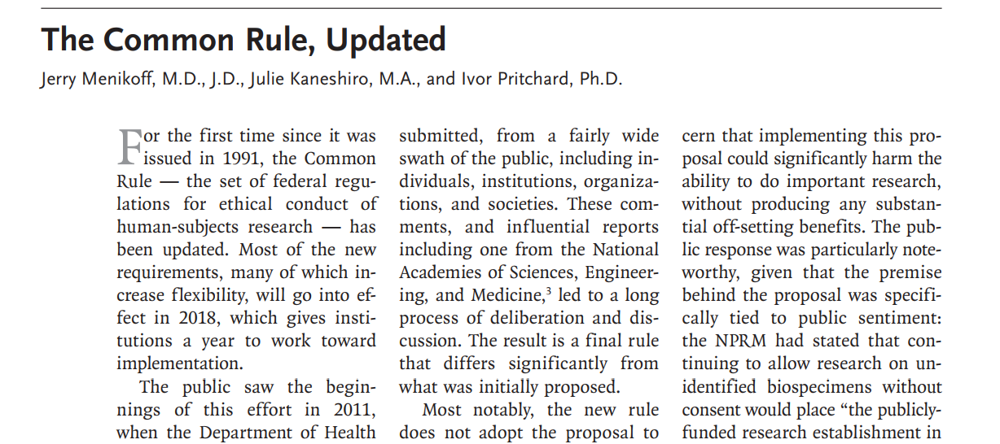 The Common Rule, Updated
Jerry Menikoff, M.D., J.D., Julie Kaneshiro, M.A., and Ivor Pritchard, Ph.D.
For the first time since it was
issued in 1991, the Common
Rule — the set of federal regu-
lations for ethical conduct of
human-subjects research — has
been updated. Most of the new
requirements, many of which in-
crease flexibility, will go into ef-
fect in 2018, which gives insti-
tutions a year to work toward
implementation.
The public saw the begin-
nings of this effort in 2011,
when the Department of Health
submitted, from a fairly wide
swath of the public, including in-
dividuals, institutions, organiza-
tions, and societies. These com-
ments, and influential reports
including one from the National
Academies of Sciences, Engineer-
ing, and Medicine,³ led to a long
process of deliberation and dis-
cussion. The result is a final rule
that differs significantly from
what was initially proposed.
Most notably, the new rule
does not adopt the proposal to
cern that implementing this pro-
posal could significantly harm the
ability to do important research,
without producing any substan-
tial off-setting benefits. The pub-
lic response was particularly note-
worthy, given that the premise
behind the proposal was specifi-
cally tied to public sentiment:
the NPRM had stated that con-
tinuing to allow research on un-
identified biospecimens without
consent would place “the publicly-
funded research establishment in